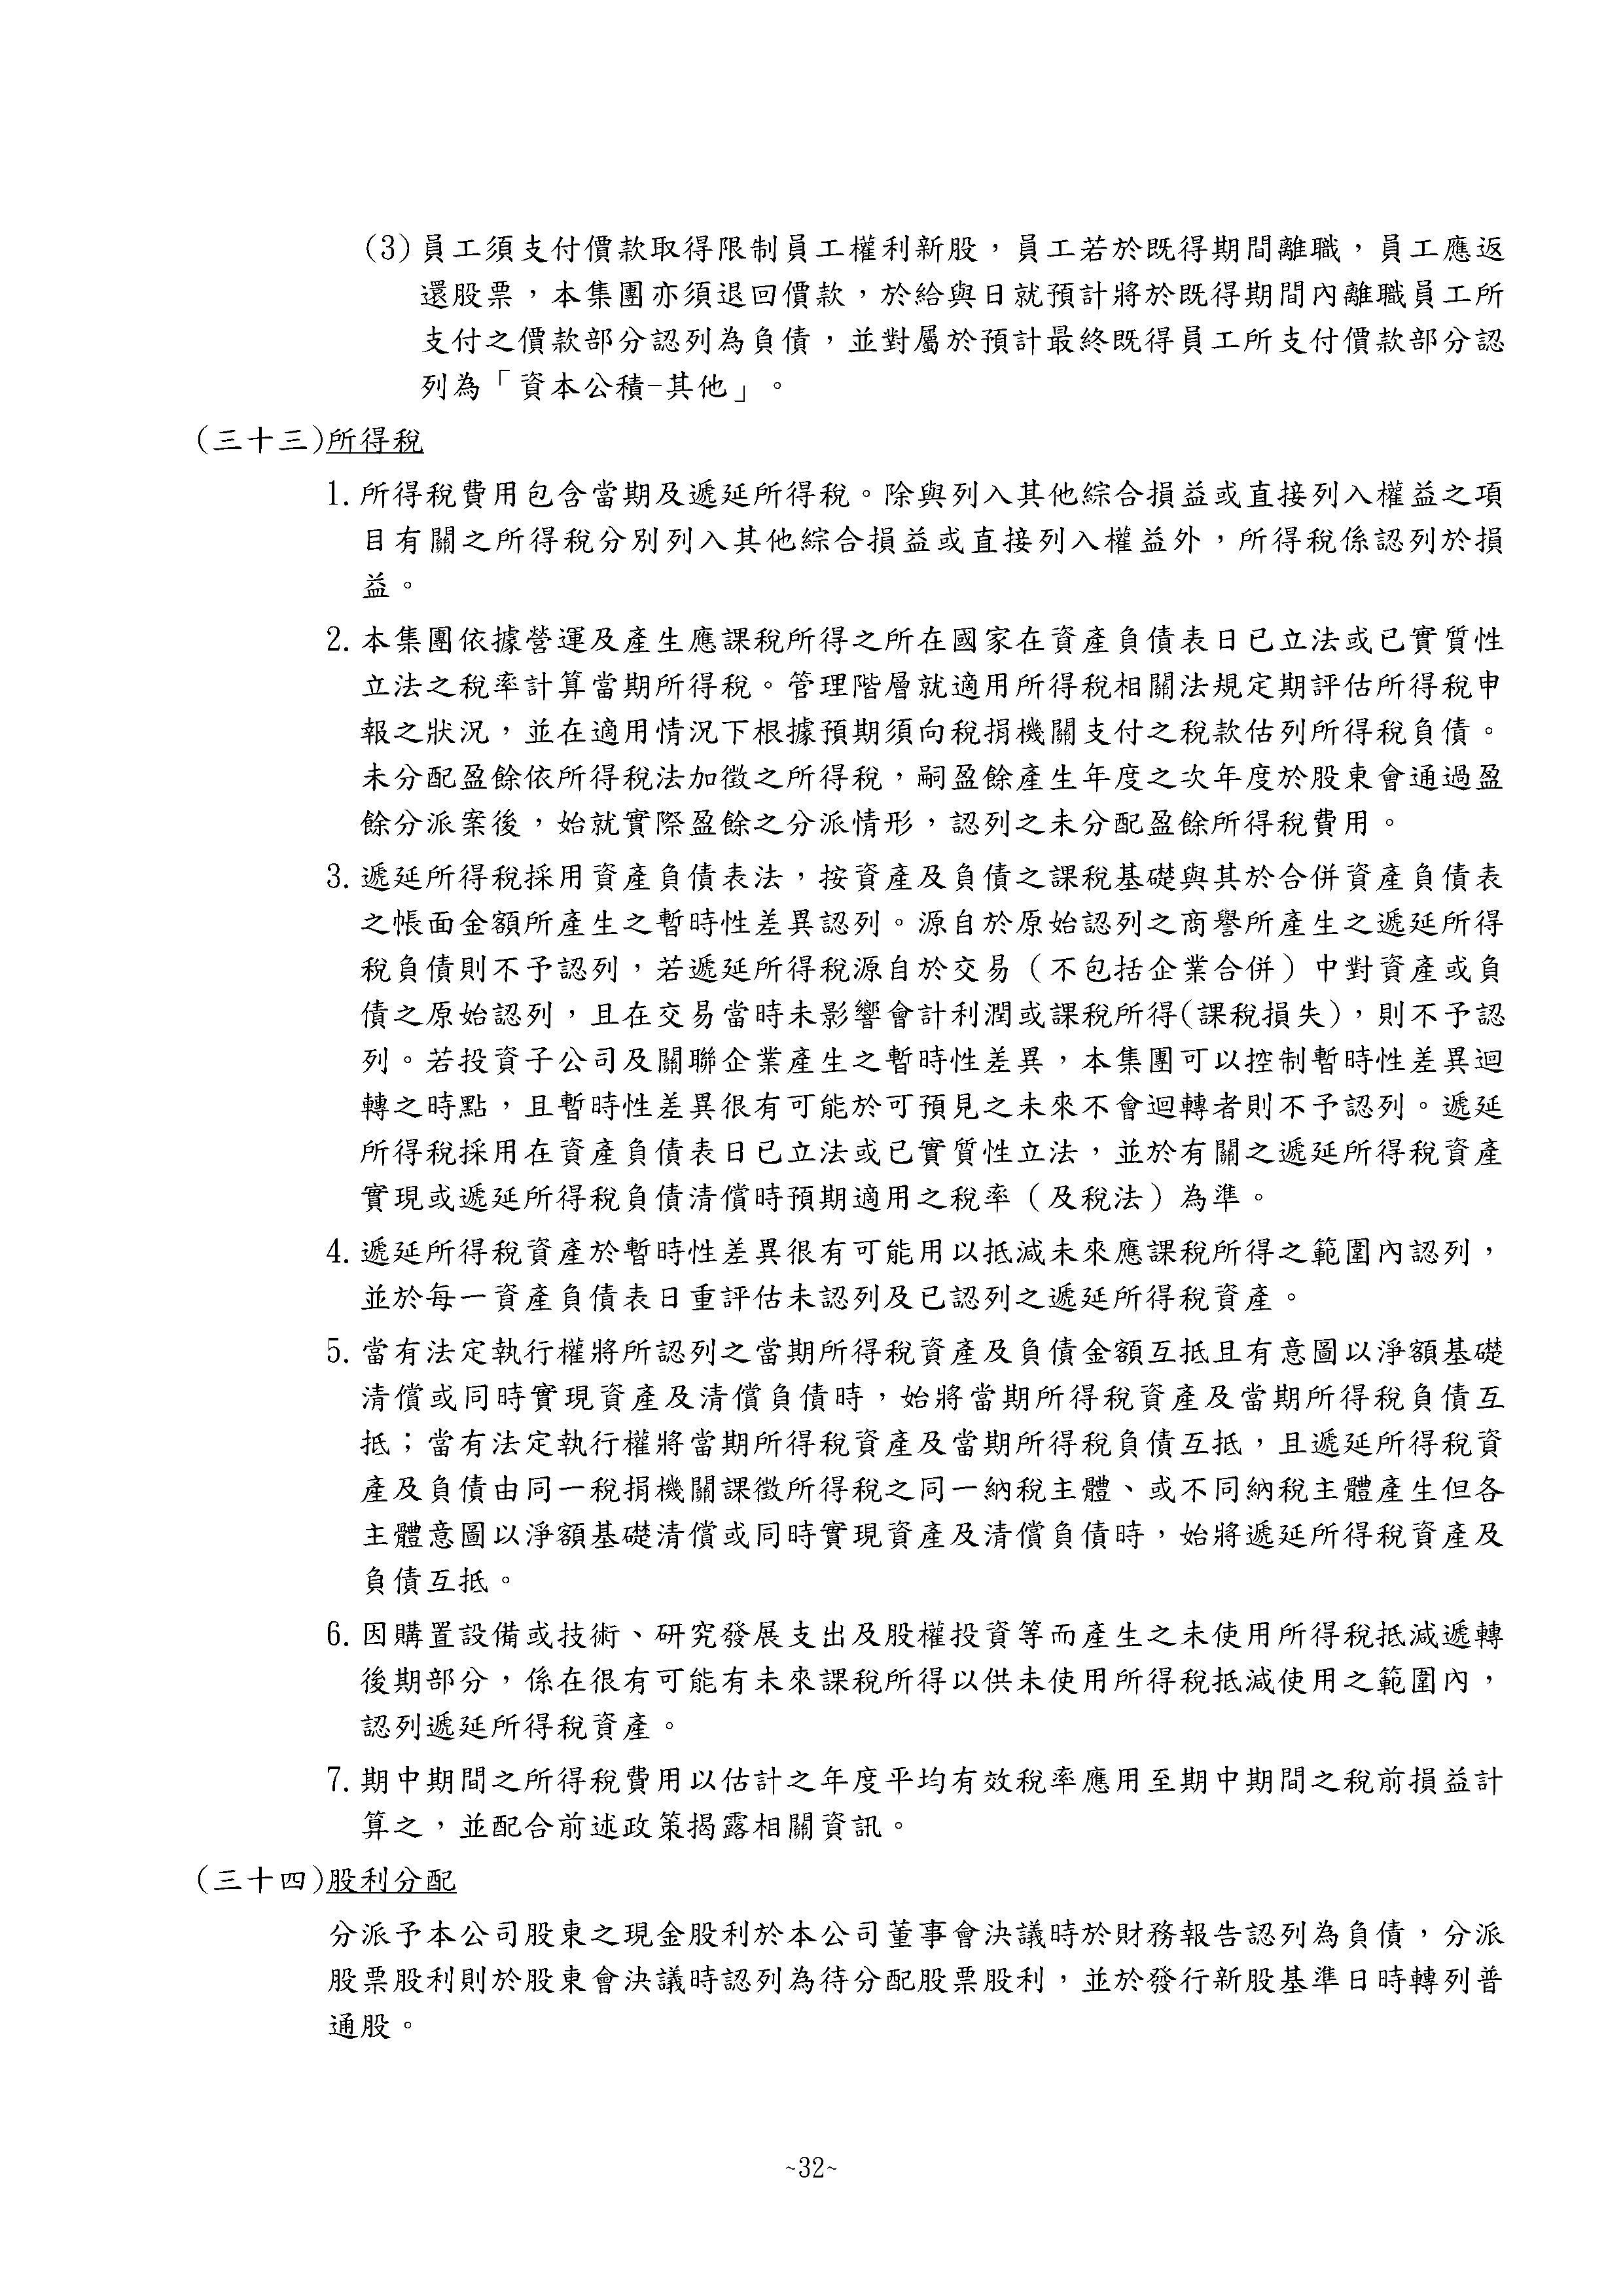 (3)員工須支付價款取得限制員工權利新股，員工若於既得期間離職，員工應返
還股票，本集團亦須退回價款，於給與日就預計將於既得期間內離職員工所
支付之價款部分認列為負債，並對屬於預計最終既得員工所支付價款部分認
列為「資本公積-其他」。
(三十三)所得稅
1.所得稅費用包含當期及遞延所得稅。除與列入其他綜合損益或直接列入權益之項
目有關之所得稅分別列入其他綜合損益或直接列入權益外，所得稅係認列於損
益。
2.本集團依據營運及產生應課稅所得之所在國家在資產負債表日已立法或已實質性
立法之稅率計算當期所得稅。管理階層就適用所得稅相關法規定期評估所得稅申
報之狀況，並在適用情況下根據預期須向稅捐機關支付之稅款估列所得稅負債。
未分配盈餘依所得稅法加徵之所得稅，嗣盈餘產生年度之次年度於股東會通過盈
餘分派案後，始就實際盈餘之分派情形，認列之未分配盈餘所得稅費用。
3.遞延所得稅採用資產負債表法，按資產及負債之課稅基礎與其於合併資產負債表
之帳面金額所產生之暫時性差異認列。源自於原始認列之商譽所產生之遞延所得
稅負債則不予認列，若遞延所得稅源自於交易（不包括企業合併）中對資產或負
債之原始認列，且在交易當時未影響會計利潤或課稅所得(課稅損失)，則不予認
列。若投資子公司及關聯企業產生之暫時性差異，本集團可以控制暫時性差異迴
轉之時點，且暫時性差異很有可能於可預見之未來不會迴轉者則不予認列。遞延
所得稅採用在資產負債表日已立法或已實質性立法，並於有關之遞延所得稅資產
實現或遞延所得稅負債清償時預期適用之稅率（及稅法）為準。
4.遞延所得稅資產於暫時性差異很有可能用以抵減未來應課稅所得之範圍內認列，
並於每一資產負債表日重評估未認列及已認列之遞延所得稅資產。
5.當有法定執行權將所認列之當期所得稅資產及負債金額互抵且有意圖以淨額基礎
清償或同時實現資產及清償負債時，始將當期所得稅資產及當期所得稅負債互
抵；當有法定執行權將當期所得稅資產及當期所得稅負債互抵，且遞延所得稅資
產及負債由同一稅捐機關課徵所得稅之同一納稅主體、或不同納稅主體產生但各
主體意圖以淨額基礎清償或同時實現資產及清償負債時，始將遞延所得稅資產及
負債互抵。
6.因購置設備或技術、研究發展支出及股權投資等而產生之未使用所得稅抵減遞轉
後期部分，係在很有可能有未來課稅所得以供未使用所得稅抵減使用之範圍內，
認列遞延所得稅資產。
7.期中期間之所得稅費用以估計之年度平均有效稅率應用至期中期間之稅前損益計
算之，並配合前述政策揭露相關資訊。
(三十四)股利分配
分派予本公司股東之現金股利於本公司董事會決議時於財務報告認列為負債，分派
股票股利則於股東會決議時認列為待分配股票股利，並於發行新股基準日時轉列普
通股。
~32~